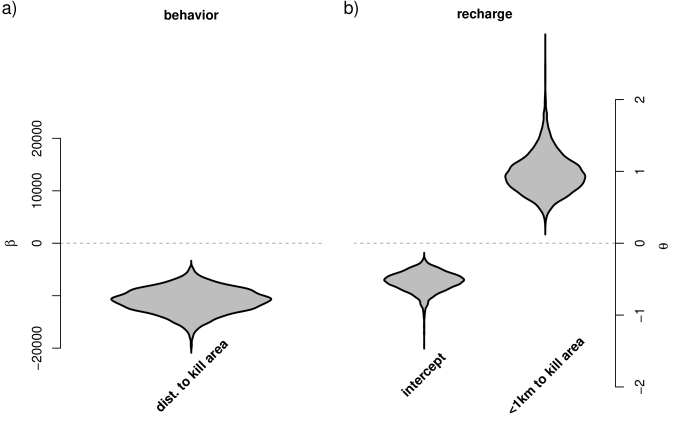 a)
behavior
β
20000
10000
0
−20000
dist. to kill area
b)
recharge
2
1
0
−1
−2
θ
intercept
<1km to kill area